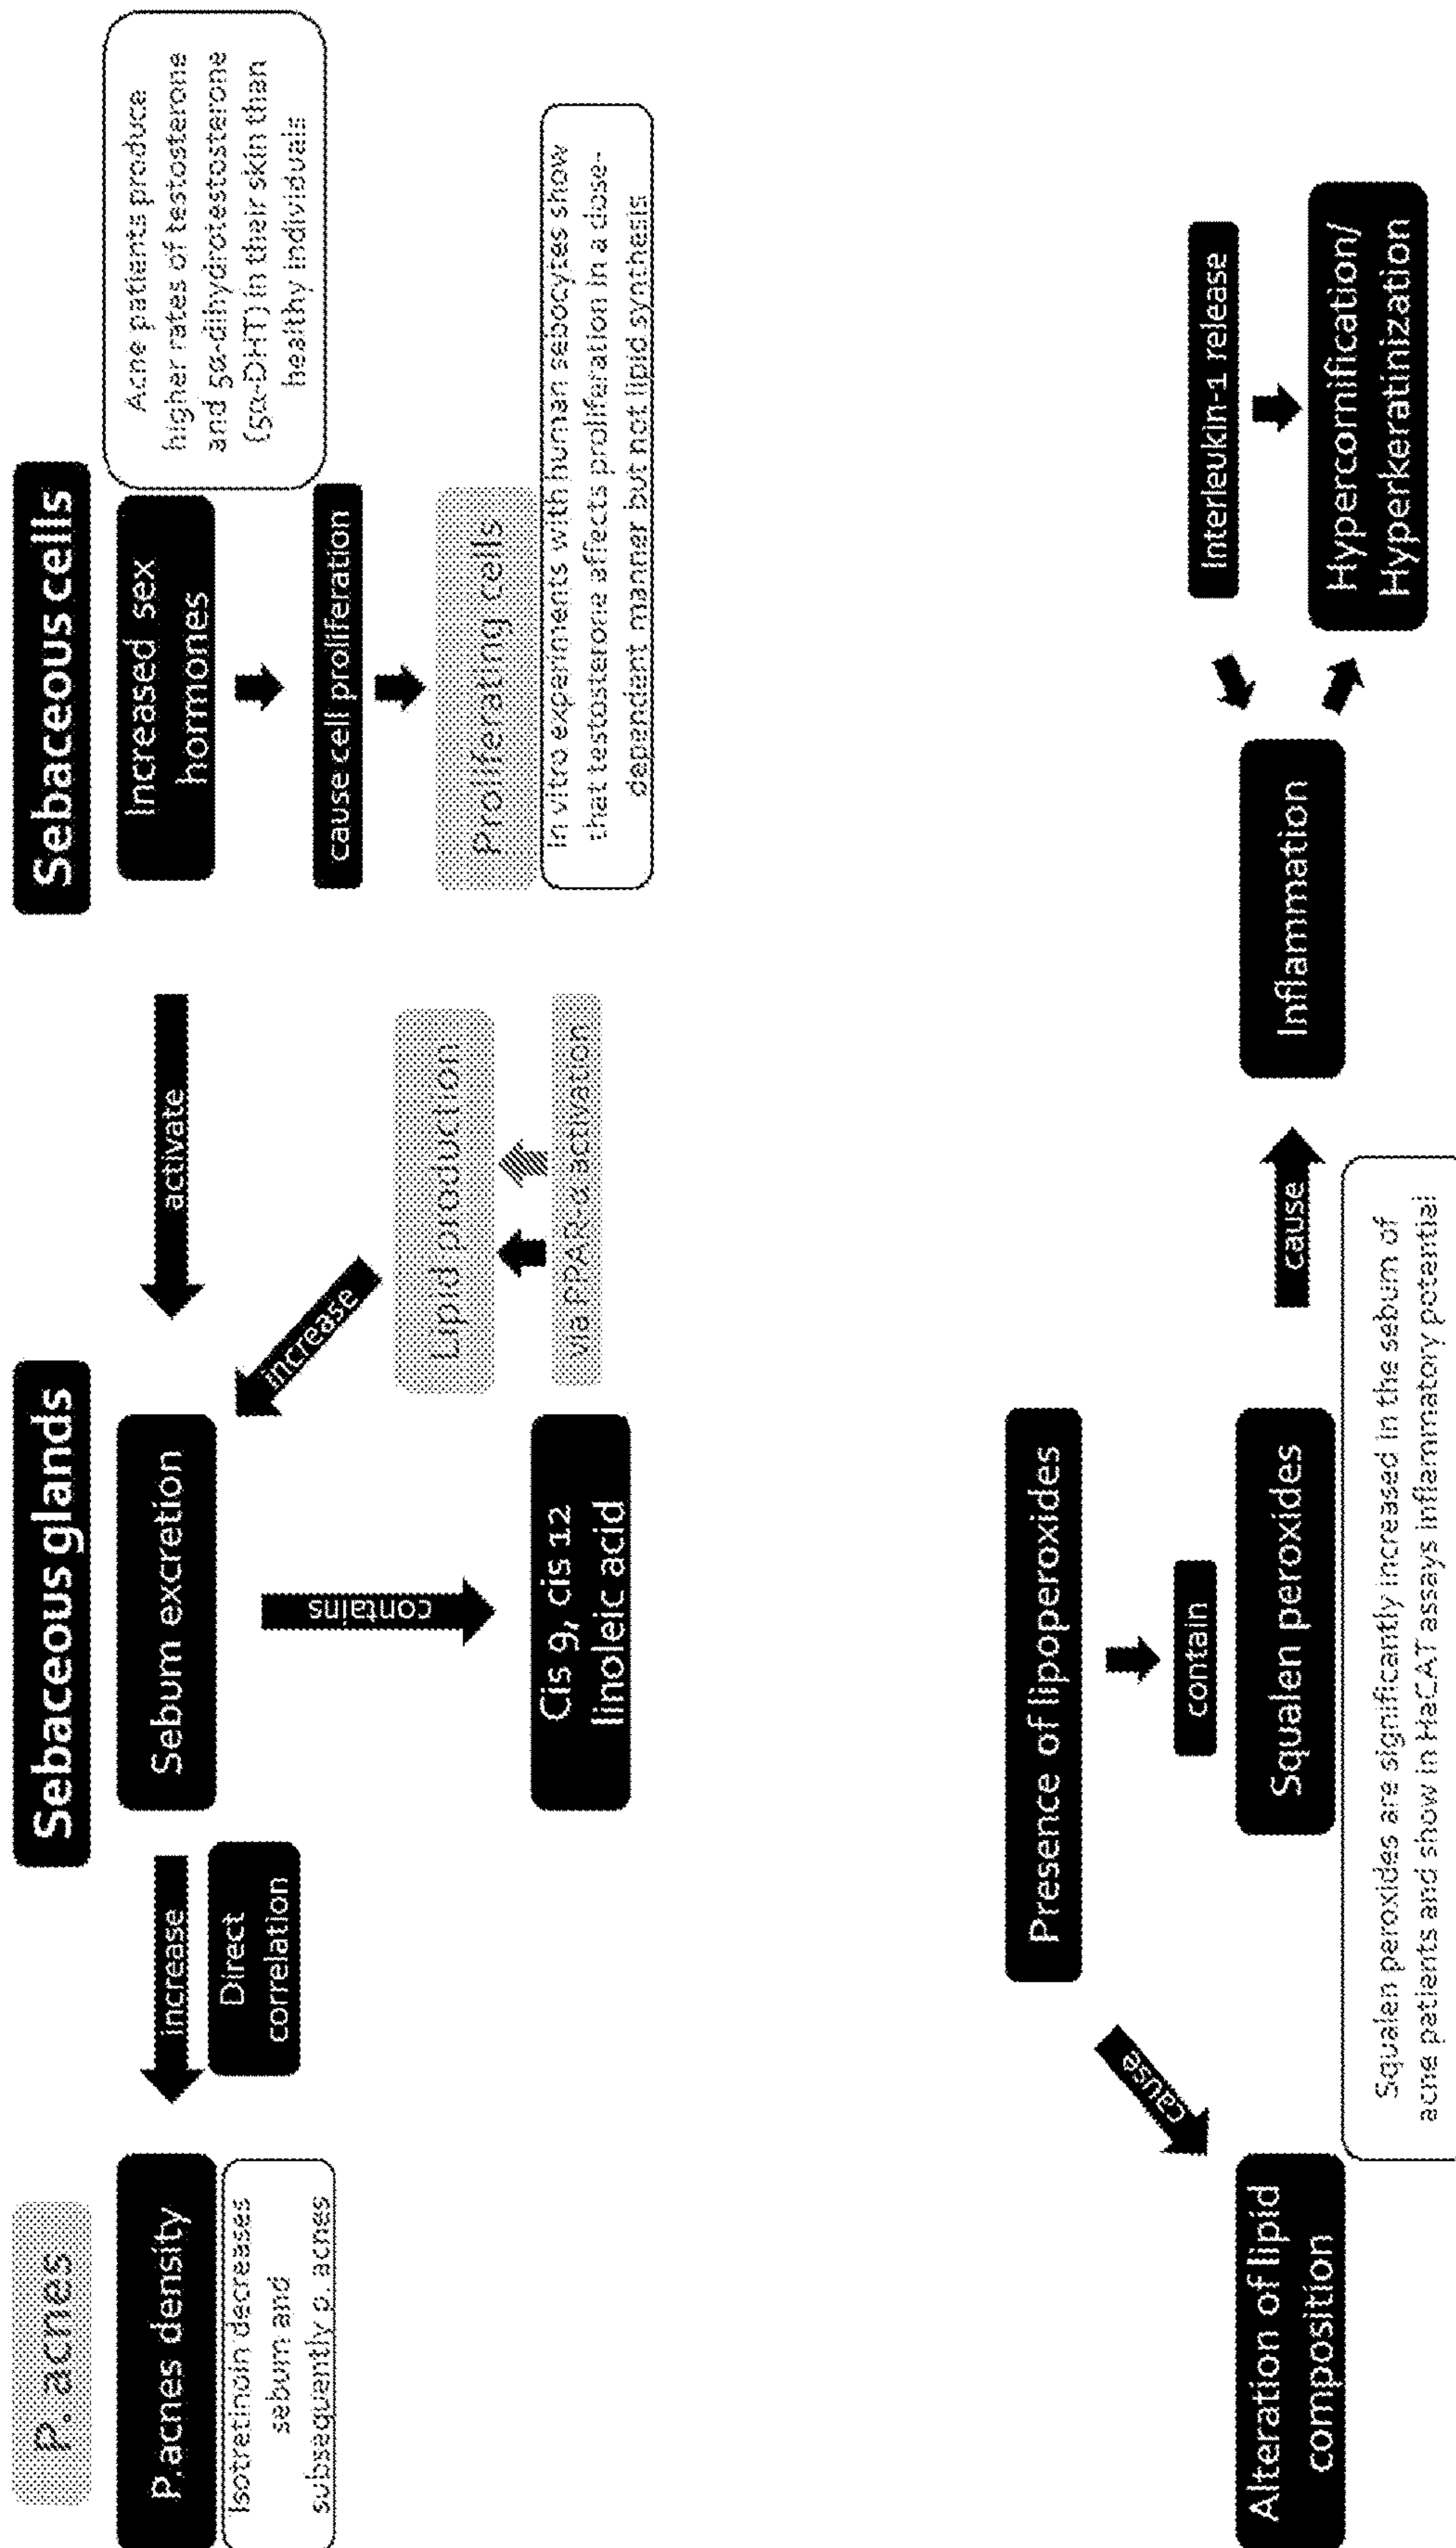 P. acnes
P.acnes density
Isotretinoin decreases
sebum and
subsequently p. acnes
increase
Direct
correlation
Sebaceous glands
Sebum excretion
contains
Cis 9, cis 12
linoleic acid
activate
increase
Lipid production
via PPAR-α activation
Sebaceous cells
Increased sex
hormones
Acne patients produce
higher rates of testosterone
and 5α-dihydrotestosterone
(5α-DHT) in their skin than
healthy individuals
cause cell proliferation
Proliferating cells
In vitro experiments with human sebocytes show
that testosterone affects proliferation in a dose-
dependent manner but not lipid synthesis
Presence of lipoperoxides
cause
Alteration of lipid
composition
contain
Squalen peroxides
Squalen peroxides are significantly increased in the sebum of
acne patients and show in HaCAT assays inflammatory potential
cause
Inflammation
Interleukin-1 release
Hypercornification/
Hyperkeratinization